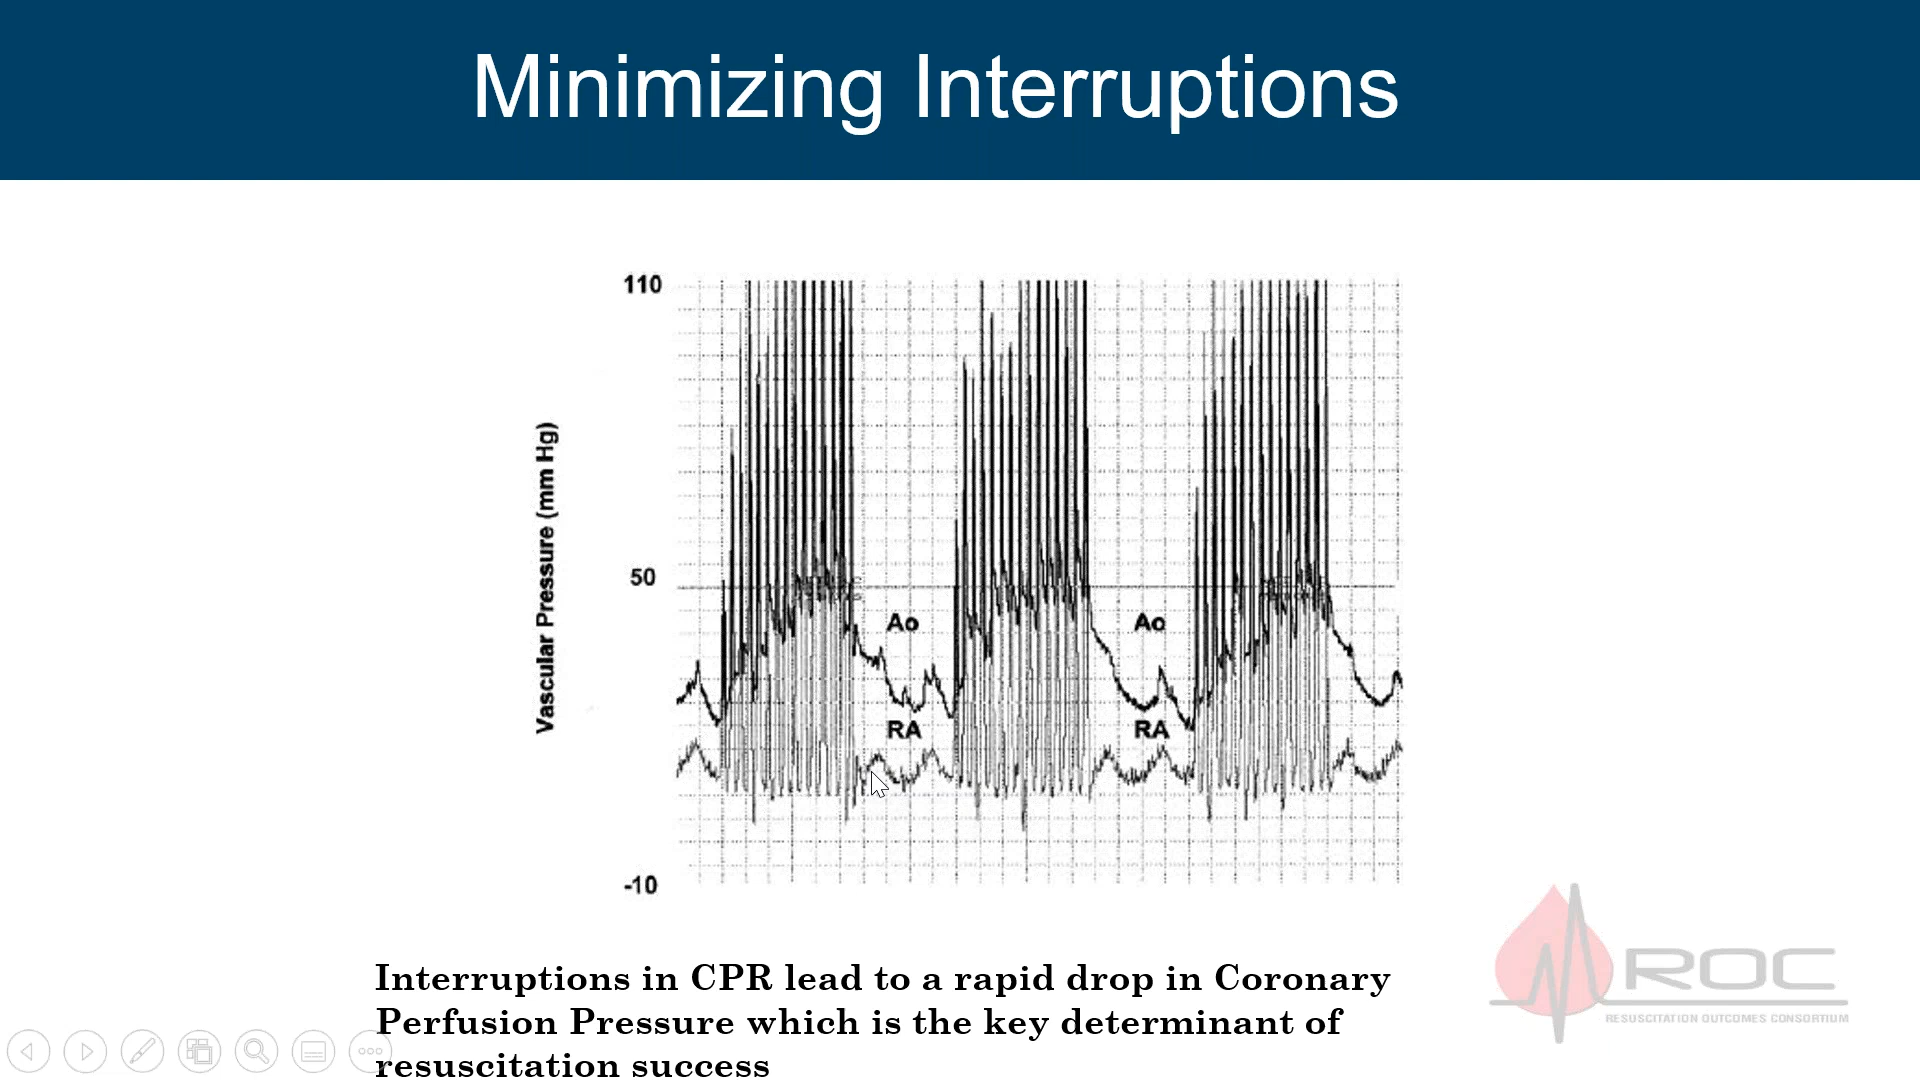 Minimizing Interruptions
110
50
-10
Vascular Pressure (mm Hg)
Ao
Ao
RA
RA
Interruptions in CPR lead to a rapid drop in Coronary
Perfusion Pressure which is the key determinant of
resuscitation success
ROC
RESUSCITATION OUTCOMES CONSORTIUM